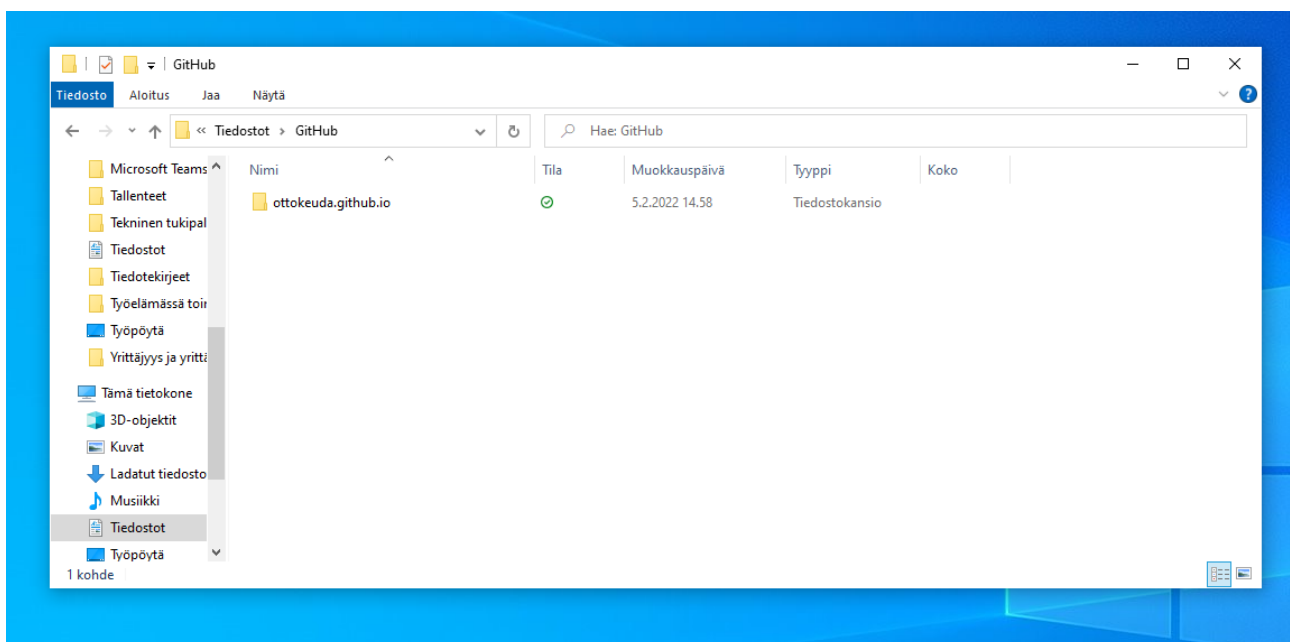 GitHub
Tiedosto Aloitus Jaa Näytä
« Tiedostot > GitHub Hae: GitHub
Microsoft Teams
Nimi Tila Muokkauspäivä Tyyppi Koko
Tallenteet
ottokeuda.github.io 5.2.2022 14.58 Tiedostokansio
Tekninen tukipal
Tiedostot
Tiedotekirjeet
Työelämässä toir
Työpöytä
Yrittäjyys ja yrittä
Tämä tietokone
3D-objektit
Kuvat
Ladatut tiedosto
Musiikki
Tiedostot
Työpöytä
1 kohde